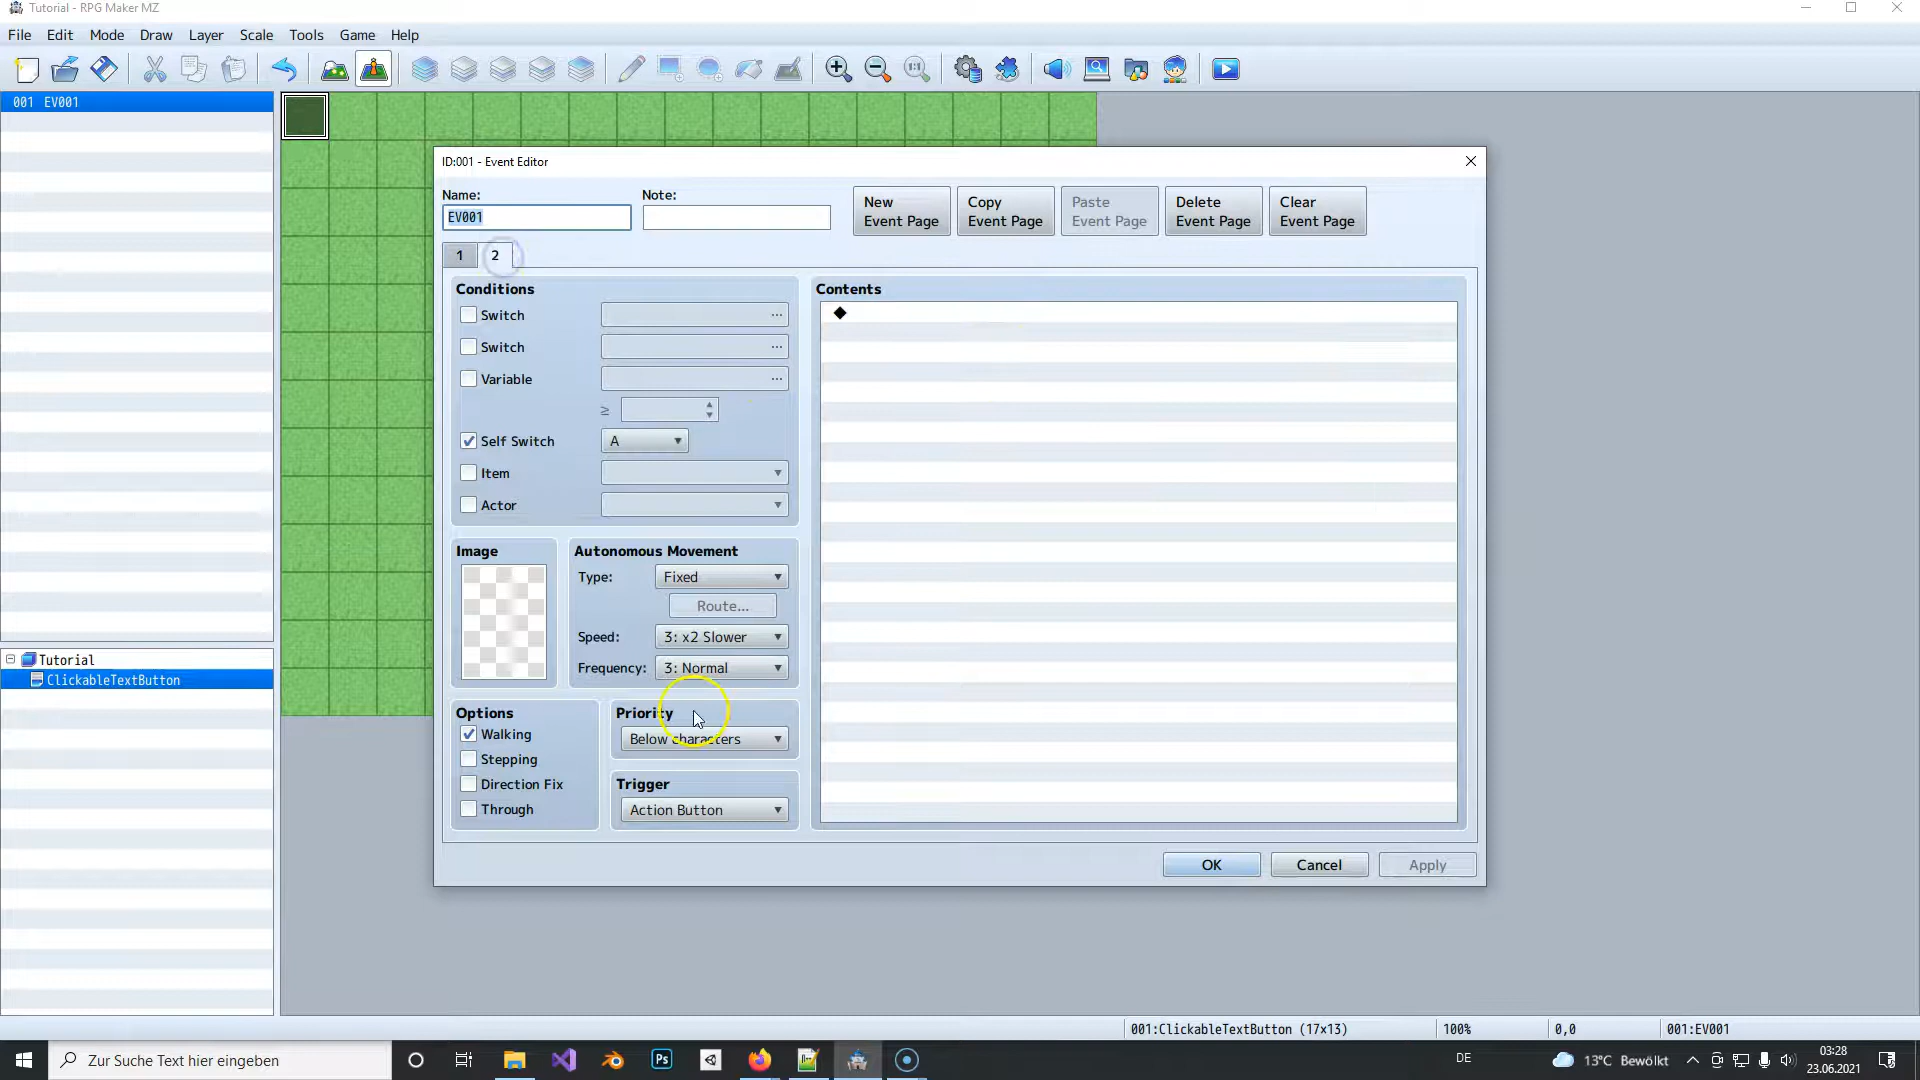 Tutorial - RPG Maker MZ
File Edit Mode Draw Layer Scale Tools Game Help
1:1
001 EV001
ID:001 - Event Editor
Name:
Note:
EV001
New
Event Page
Copy
Event Page
Paste
Event Page
Delete
Event Page
Clear
Event Page
1
2
Conditions
Switch ...
Switch ...
Variable ...
≥
Self Switch A
Item
Actor
Contents
◆
Image
Autonomous Movement
Type: Fixed
Route...
Speed: 3: x2 Slower
Frequency: 3: Normal
Options
Walking
Stepping
Direction Fix
Through
Priority
Below characters
Trigger
Action Button
OK
Cancel
Apply
Tutorial
ClickableTextButton
001:ClickableTextButton (17x13)
100%
0,0
001:EV001
Zur Suche Text hier eingeben
Ps
DE
13°C Bewölkt
03:28
23.06.2021